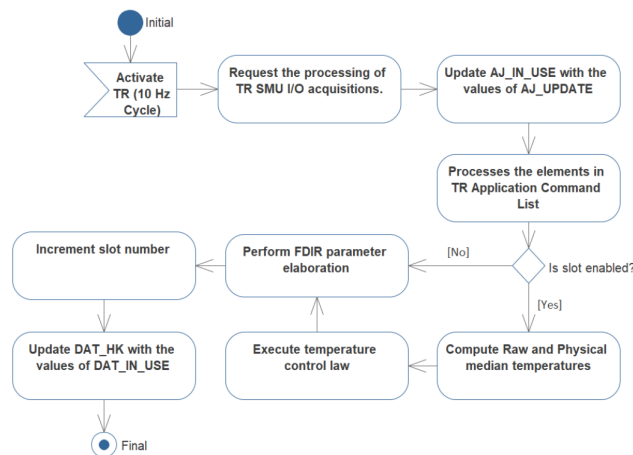 Initial
Activate
TR (10 Hz
Cycle)
Request the processing of
TR SMU I/O acquisitions.
Update AJ_IN_USE with the
values of AJ_UPDATE
Processes the elements in
TR Application Command
List
Is slot enabled?
[No]
[Yes]
Compute Raw and Physical
median temperatures
Execute temperature
control law
Perform FDIR parameter
elaboration
Increment slot number
Update DAT_HK with the
values of DAT_IN_USE
Final